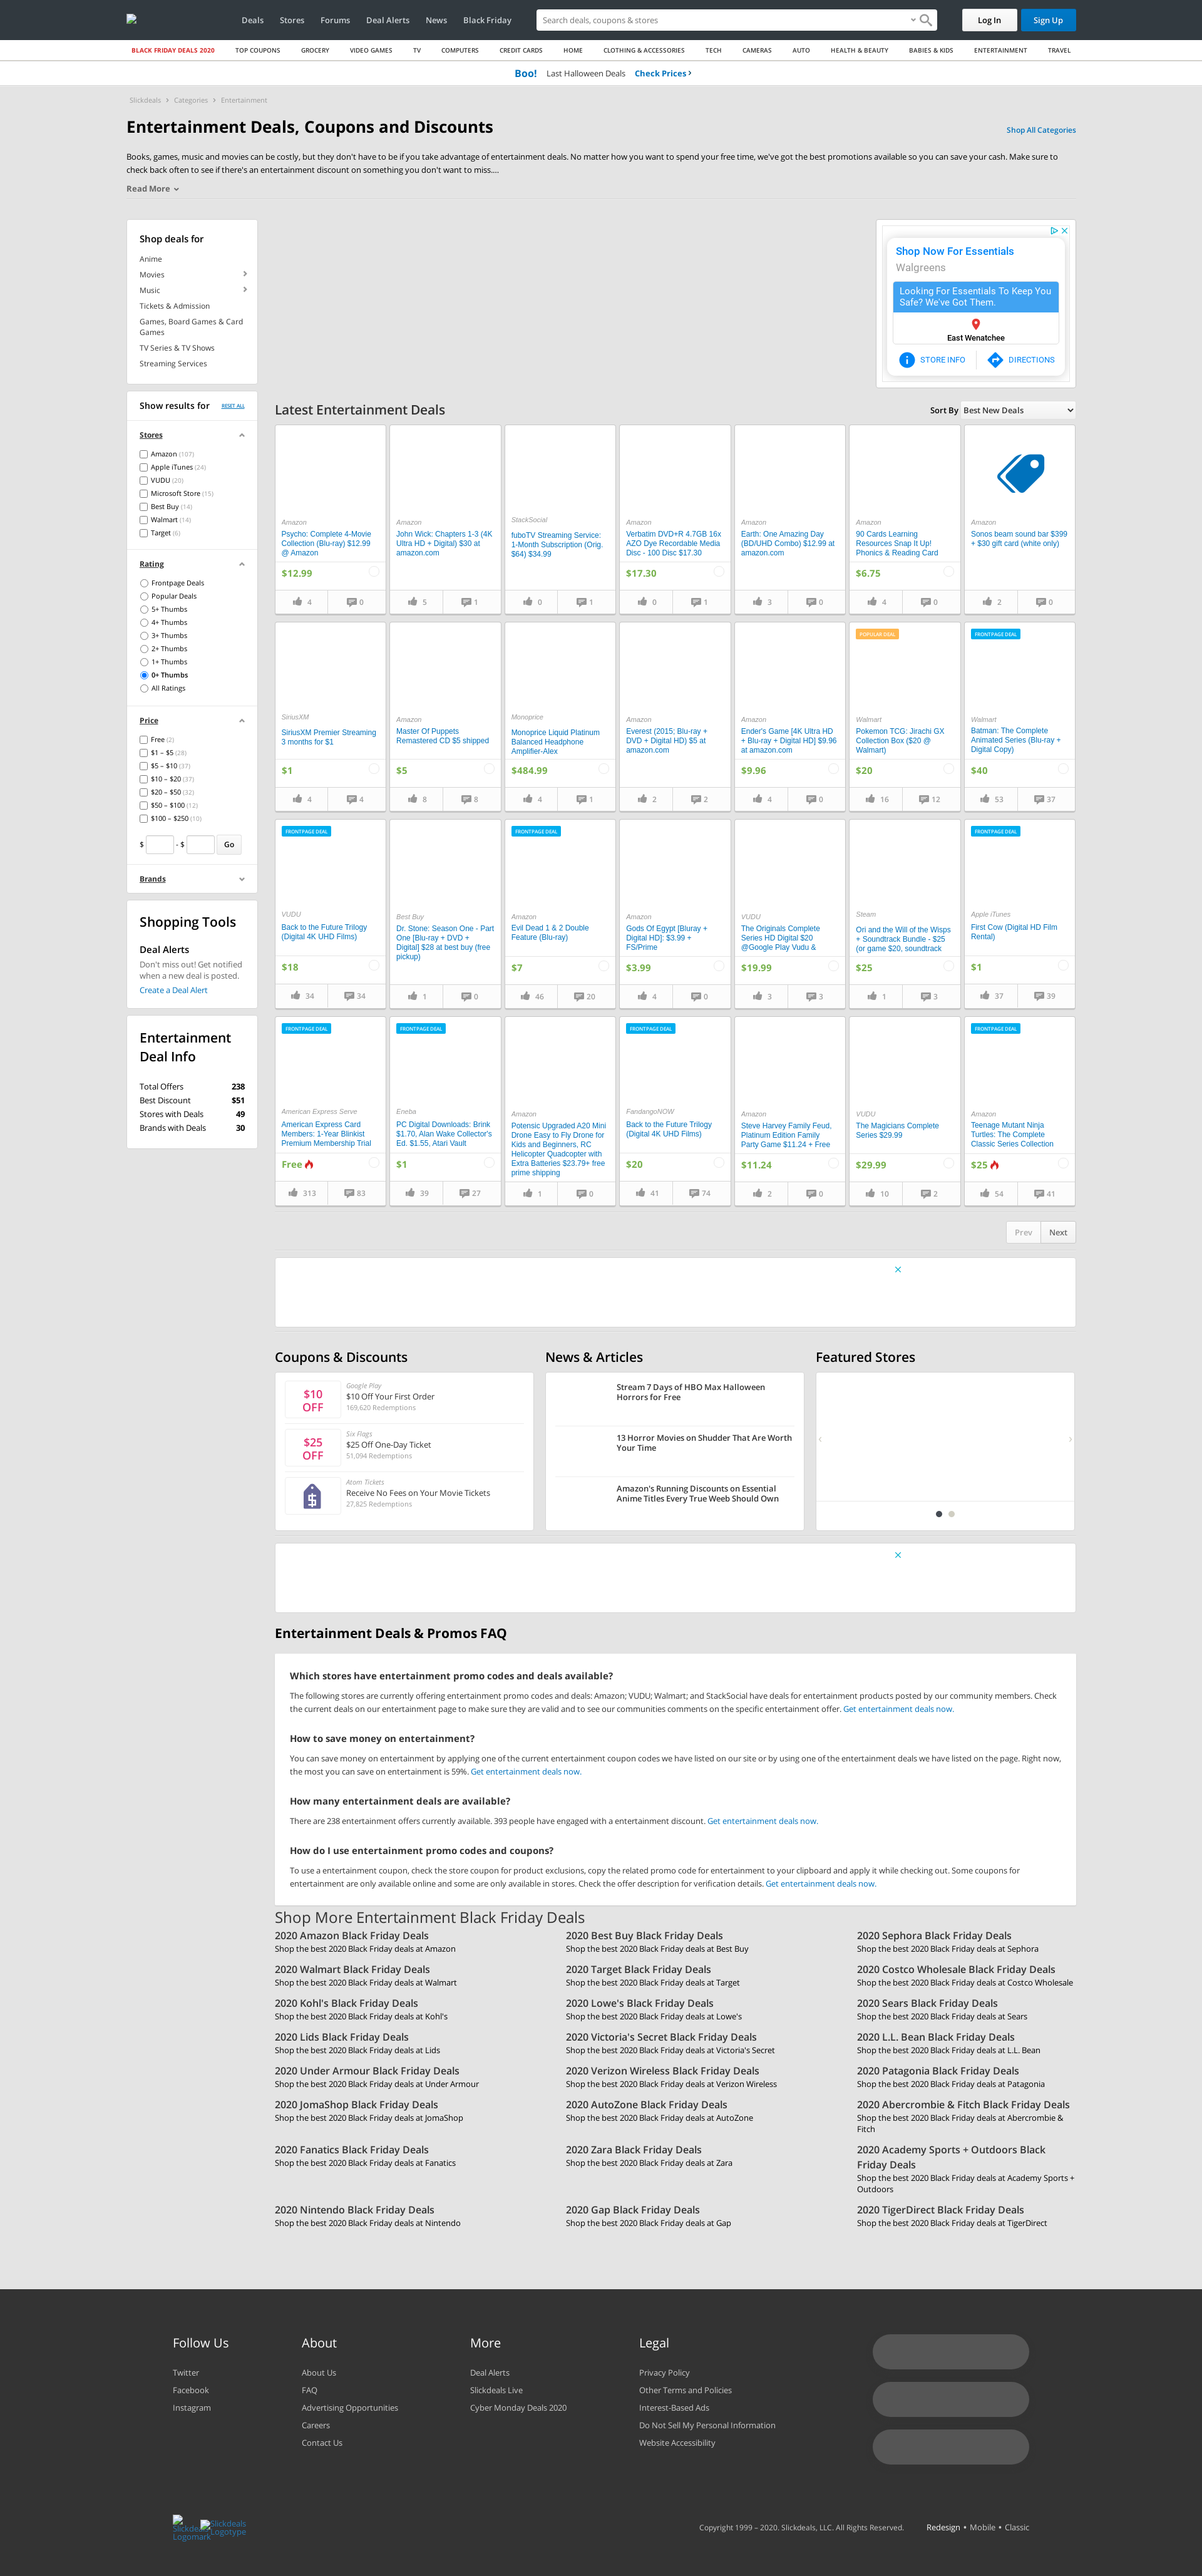 Deals Stores Forums Deal Alerts News Black Friday Search deals, coupons & stores Log In Sign Up
BLACK FRIDAY DEALS 2020 TOP COUPONS GROCERY VIDEO GAMES TV COMPUTERS CREDIT CARDS HOME CLOTHING & ACCESSORIES TECH CAMERAS AUTO HEALTH & BEAUTY BABIES & KIDS ENTERTAINMENT TRAVEL
Boo! Last Halloween Deals Check Prices
Slickdeals Categories Entertainment
Entertainment Deals, Coupons and Discounts
Shop All Categories
Books, games, music and movies can be costly, but they don't have to be if you take advantage of entertainment deals. No matter how you want to spend your free time, we've got the best promotions available so you can save your cash. Make sure to
check back often to see if there's an entertainment discount on something you don't want to miss....
Read More
Shop deals for
Anime
Movies
Music
Tickets & Admission
Games, Board Games & Card
Games
TV Series & TV Shows
Streaming Services
Shop Now For Essentials
Walgreens
Looking For Essentials To Keep You
Safe? We've Got Them.
East Wenatchee
STORE INFO DIRECTIONS
Show results for RESET ALL
Stores
Amazon (107)
Apple iTunes (24)
VUDU (20)
Microsoft Store (15)
Best Buy (14)
Walmart (14)
Target (6)
Rating
Frontpage Deals
Popular Deals
5+ Thumbs
4+ Thumbs
3+ Thumbs
2+ Thumbs
1+ Thumbs
0+ Thumbs
All Ratings
Price
Free (2)
$1 – $5 (28)
$5 – $10 (37)
$10 – $20 (37)
$20 – $50 (32)
$50 – $100 (12)
$100 – $250 (10)
$ - $ Go
Brands
Shopping Tools
Deal Alerts
Don't miss out! Get notified
when a new deal is posted.
Create a Deal Alert
Entertainment
Deal Info
Total Offers 238
Best Discount $51
Stores with Deals 49
Brands with Deals 30
Latest Entertainment Deals
Sort By Best New Deals
Amazon
Psycho: Complete 4-Movie
Collection (Blu-ray) $12.99
@ Amazon
$12.99
4 0
Amazon
John Wick: Chapters 1-3 (4K
Ultra HD + Digital) $30 at
amazon.com
5 1
StackSocial
fuboTV Streaming Service:
1-Month Subscription (Orig.
$64) $34.99
0 1
Amazon
Verbatim DVD+R 4.7GB 16x
AZO Dye Recordable Media
Disc - 100 Disc $17.30
$17.30
0 1
Amazon
Earth: One Amazing Day
(BD/UHD Combo) $12.99 at
amazon.com
3 0
Amazon
90 Cards Learning
Resources Snap It Up!
Phonics & Reading Card
$6.75
4 0
Amazon
Sonos beam sound bar $399
+ $30 gift card (white only)
2 0
SiriusXM
SiriusXM Premier Streaming
3 months for $1
$1
4 4
Amazon
Master Of Puppets
Remastered CD $5 shipped
$5
8 8
Monoprice
Monoprice Liquid Platinum
Balanced Headphone
Amplifier-Alex
$484.99
4 1
Amazon
Everest (2015; Blu-ray +
DVD + Digital HD) $5 at
amazon.com
2 2
Amazon
Ender's Game [4K Ultra HD
+ Blu-ray + Digital HD] $9.96
at amazon.com
$9.96
4 0
POPULAR DEAL
Walmart
Pokemon TCG: Jirachi GX
Collection Box ($20 @
Walmart)
$20
16 12
FRONTPAGE DEAL
Walmart
Batman: The Complete
Animated Series (Blu-ray +
Digital Copy)
$40
53 37
FRONTPAGE DEAL
VUDU
Back to the Future Trilogy
(Digital 4K UHD Films)
$18
34 34
Best Buy
Dr. Stone: Season One - Part
One [Blu-ray + DVD +
Digital] $28 at best buy (free
pickup)
1 0
FRONTPAGE DEAL
Amazon
Evil Dead 1 & 2 Double
Feature (Blu-ray)
$7
46 20
Amazon
Gods Of Egypt [Bluray +
Digital HD]: $3.99 +
FS/Prime
$3.99
4 0
VUDU
The Originals Complete
Series HD Digital $20
@Google Play Vudu &
$19.99
3 3
Steam
Ori and the Will of the Wisps
+ Soundtrack Bundle - $25
(or game $20, soundtrack
$25
1 3
FRONTPAGE DEAL
Apple iTunes
First Cow (Digital HD Film
Rental)
$1
37 39
FRONTPAGE DEAL
American Express Serve
American Express Card
Members: 1-Year Blinkist
Premium Membership Trial
Free
313 83
FRONTPAGE DEAL
Eneba
PC Digital Downloads: Brink
$1.70, Alan Wake Collector's
Ed. $1.55, Atari Vault
$1
39 27
Amazon
Potensic Upgraded A20 Mini
Drone Easy to Fly Drone for
Kids and Beginners, RC
Helicopter Quadcopter with
Extra Batteries $23.79+ free
prime shipping
1 0
FRONTPAGE DEAL
FandangoNOW
Back to the Future Trilogy
(Digital 4K UHD Films)
$20
41 74
Amazon
Steve Harvey Family Feud,
Platinum Edition Family
Party Game $11.24 + Free
$11.24
2 0
VUDU
The Magicians Complete
Series $29.99
$29.99
10 2
FRONTPAGE DEAL
Amazon
Teenage Mutant Ninja
Turtles: The Complete
Classic Series Collection
$25
54 41
Prev Next
Coupons & Discounts
$10
OFF
Google Play
$10 Off Your First Order
169,620 Redemptions
$25
OFF
Six Flags
$25 Off One-Day Ticket
51,094 Redemptions
Atom Tickets
Receive No Fees on Your Movie Tickets
27,825 Redemptions
News & Articles
Stream 7 Days of HBO Max Halloween
Horrors for Free
13 Horror Movies on Shudder That Are Worth
Your Time
Amazon's Running Discounts on Essential
Anime Titles Every True Weeb Should Own
Featured Stores
Entertainment Deals & Promos FAQ
Which stores have entertainment promo codes and deals available?
The following stores are currently offering entertainment promo codes and deals: Amazon; VUDU; Walmart; and StackSocial have deals for entertainment products posted by our community members. Check
the current deals on our entertainment page to make sure they are valid and to see our communities comments on the specific entertainment offer. Get entertainment deals now.
How to save money on entertainment?
You can save money on entertainment by applying one of the current entertainment coupon codes we have listed on our site or by using one of the entertainment deals we have listed on the page. Right now,
the most you can save on entertainment is 59%. Get entertainment deals now.
How many entertainment deals are available?
There are 238 entertainment offers currently available. 393 people have engaged with a entertainment discount. Get entertainment deals now.
How do I use entertainment promo codes and coupons?
To use a entertainment coupon, check the store coupon for product exclusions, copy the related promo code for entertainment to your clipboard and apply it while checking out. Some coupons for
entertainment are only available online and some are only available in stores. Check the offer description for verification details. Get entertainment deals now.
Shop More Entertainment Black Friday Deals
2020 Amazon Black Friday Deals
Shop the best 2020 Black Friday deals at Amazon
2020 Best Buy Black Friday Deals
Shop the best 2020 Black Friday deals at Best Buy
2020 Sephora Black Friday Deals
Shop the best 2020 Black Friday deals at Sephora
2020 Walmart Black Friday Deals
Shop the best 2020 Black Friday deals at Walmart
2020 Target Black Friday Deals
Shop the best 2020 Black Friday deals at Target
2020 Costco Wholesale Black Friday Deals
Shop the best 2020 Black Friday deals at Costco Wholesale
2020 Kohl's Black Friday Deals
Shop the best 2020 Black Friday deals at Kohl's
2020 Lowe's Black Friday Deals
Shop the best 2020 Black Friday deals at Lowe's
2020 Sears Black Friday Deals
Shop the best 2020 Black Friday deals at Sears
2020 Lids Black Friday Deals
Shop the best 2020 Black Friday deals at Lids
2020 Victoria's Secret Black Friday Deals
Shop the best 2020 Black Friday deals at Victoria's Secret
2020 L.L. Bean Black Friday Deals
Shop the best 2020 Black Friday deals at L.L. Bean
2020 Under Armour Black Friday Deals
Shop the best 2020 Black Friday deals at Under Armour
2020 Verizon Wireless Black Friday Deals
Shop the best 2020 Black Friday deals at Verizon Wireless
2020 Patagonia Black Friday Deals
Shop the best 2020 Black Friday deals at Patagonia
2020 JomaShop Black Friday Deals
Shop the best 2020 Black Friday deals at JomaShop
2020 AutoZone Black Friday Deals
Shop the best 2020 Black Friday deals at AutoZone
2020 Abercrombie & Fitch Black Friday Deals
Shop the best 2020 Black Friday deals at Abercrombie &
Fitch
2020 Fanatics Black Friday Deals
Shop the best 2020 Black Friday deals at Fanatics
2020 Zara Black Friday Deals
Shop the best 2020 Black Friday deals at Zara
2020 Academy Sports + Outdoors Black
Friday Deals
Shop the best 2020 Black Friday deals at Academy Sports +
Outdoors
2020 Nintendo Black Friday Deals
Shop the best 2020 Black Friday deals at Nintendo
2020 Gap Black Friday Deals
Shop the best 2020 Black Friday deals at Gap
2020 TigerDirect Black Friday Deals
Shop the best 2020 Black Friday deals at TigerDirect
Follow Us
Twitter
Facebook
Instagram
About
About Us
FAQ
Advertising Opportunities
Careers
Contact Us
More
Deal Alerts
Slickdeals Live
Cyber Monday Deals 2020
Legal
Privacy Policy
Other Terms and Policies
Interest-Based Ads
Do Not Sell My Personal Information
Website Accessibility
Slickdeals
Logomark
Slickdeals
Logotype
Copyright 1999 – 2020. Slickdeals, LLC. All Rights Reserved. Redesign • Mobile • Classic